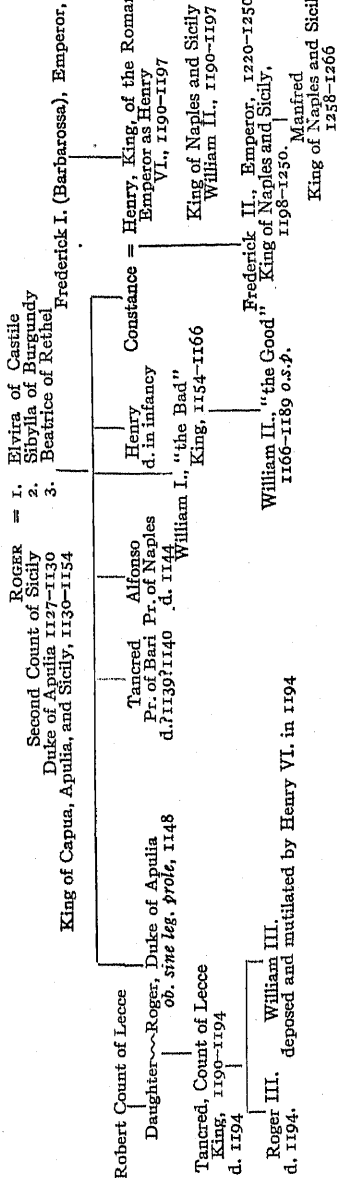 ROGER = 1. Elvira of Castile
2. Sibylla of Burgundy
3. Beatrice of Rethel
Second Count of Sicily
Duke of Apulia 1127–1130
King of Capua, Apulia, and Sicily, 1130–1154
Frederick I. (Barbarossa), Emperor,
Robert Count of Lecce
Daughter~~Roger, Duke of Apulia
ob. sine leg. prole, 1148
Tancred
Pr. of Bari
d.?1139?1140
Alfonso
Pr. of Naples
d. 1144
Henry
d. in infancy
William I., "the Bad"
King, 1154–1166
Constance = Henry, King, of the Roman
Emperor as Henry
VI., 1190–1197
King of Naples and Sicily
William II., 1190–1197
Tancred, Count of Lecce
King, 1190–1194
d. 1194
William II., "the Good"
1166–1189 o.s.p.
Frederick II., Emperor, 1220–1250
King of Naples and Sicily,
1198–1250.
Roger III.
d. 1194.
William III.
deposed and mutilated by Henry VI. in 1194
Manfred
King of Naples and Sicil
1258–1266